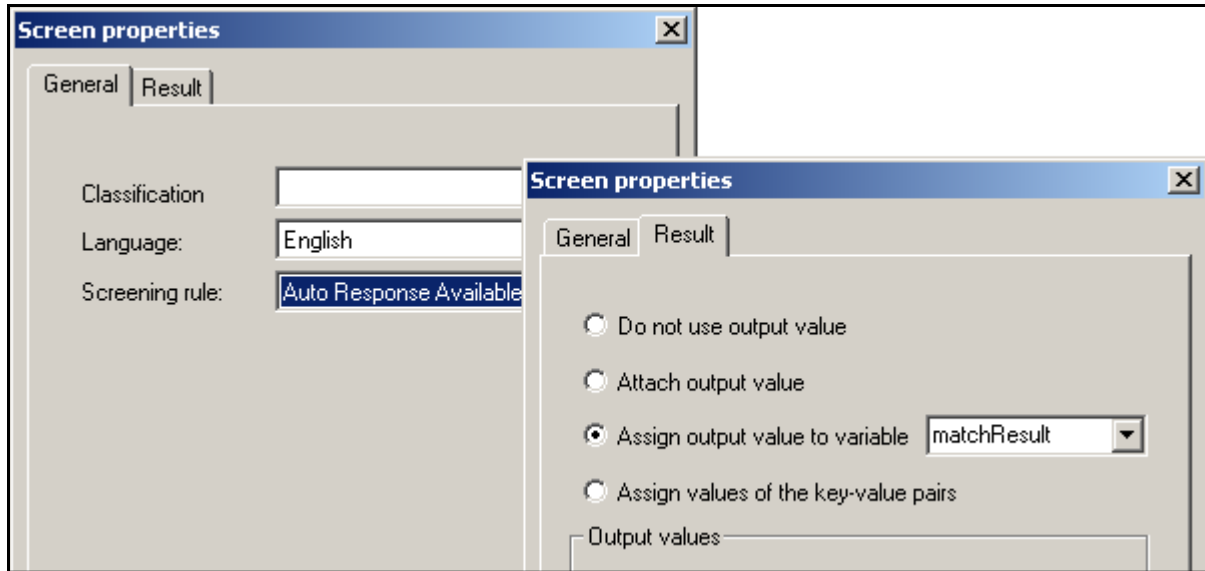 Screen properties
General Result
Classification
Language: English
Screening rule: Auto Response Available
Screen properties
General Result
Do not use output value
Attach output value
Assign output value to variable matchResult
Assign values of the key-value pairs
Output values